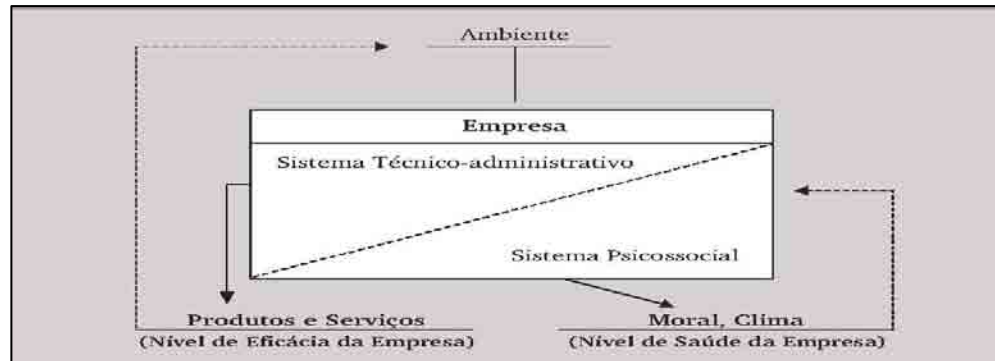 Ambiente
Empresa
Sistema Técnico-administrativo
Sistema Psicossocial
Produtos e Serviços
(Nível de Eficácia da Empresa)
Moral, Clima
(Nível de Saúde da Empresa)